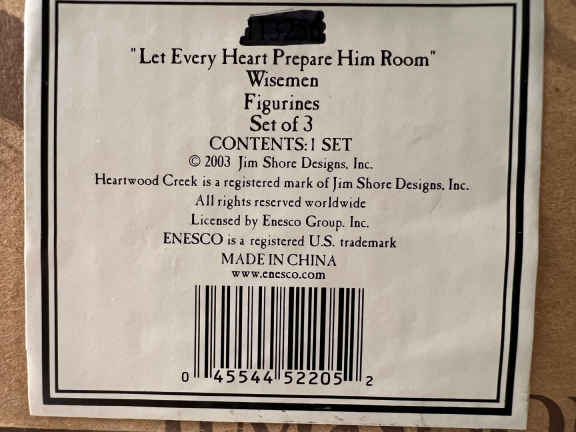 "Let Every Heart Prepare Him Room"
Wisemen
Figurines
Set of 3
CONTENTS: 1 SET
© 2003 Jim Shore Designs, Inc.
Heartwood Creek is a registered mark of Jim Shore Designs, Inc.
All rights reserved worldwide
Licensed by Enesco Group. Inc.
ENESCO is a registered U.S. trademark
MADE IN CHINA
www.enesco.com
0 45544 52205 2